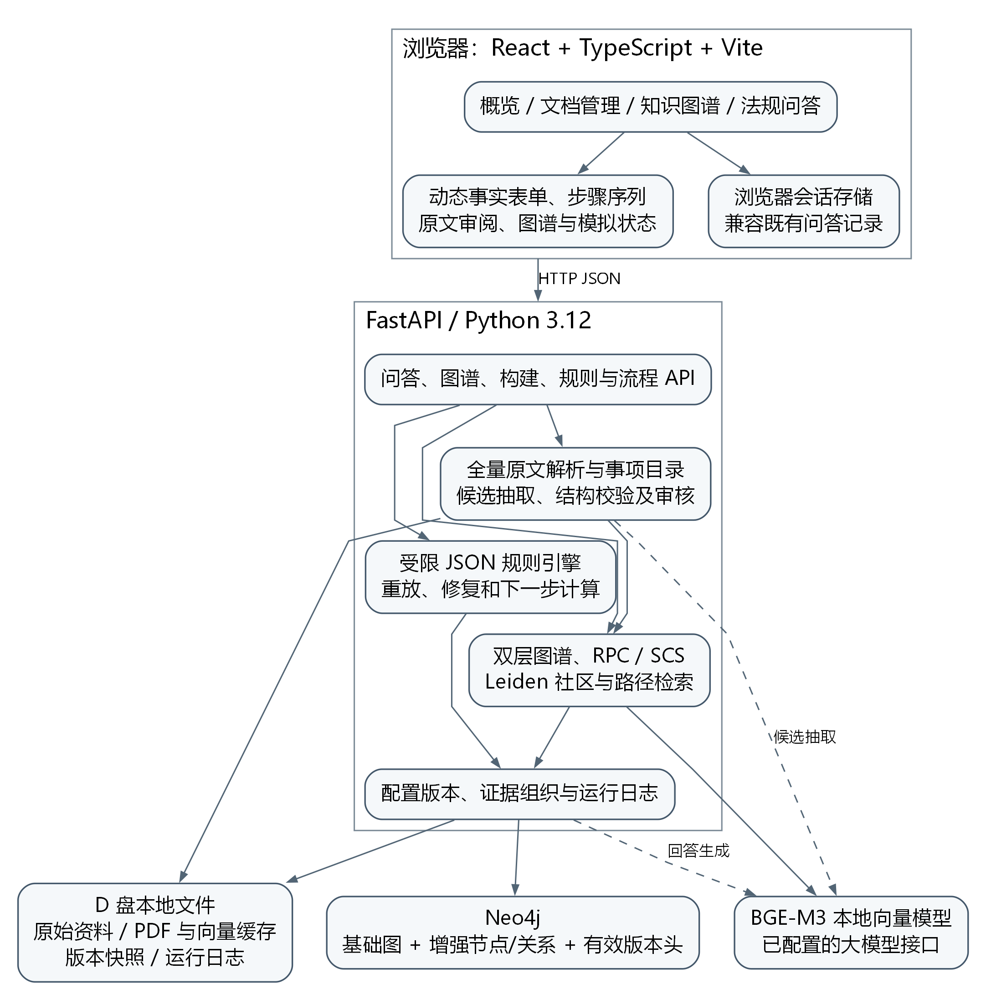 浏览器：React + TypeScript + Vite
概览 / 文档管理 / 知识图谱 / 法规问答
动态事实表单、步骤序列
原文审阅、图谱与模拟状态
浏览器会话存储
兼容既有问答记录
HTTP JSON
FastAPI / Python 3.12
问答、图谱、构建、规则与流程 API
全量原文解析与事项目录
候选抽取、结构校验及审核
受限 JSON 规则引擎
重放、修复和下一步计算
双层图谱、RPC / SCS
Leiden 社区与路径检索
候选抽取
配置版本、证据组织与运行日志
回答生成
D 盘本地文件
原始资料 / PDF 与向量缓存
版本快照 / 运行日志
Neo4j
基础图 + 增强节点/关系 + 有效版本头
BGE-M3 本地向量模型
已配置的大模型接口